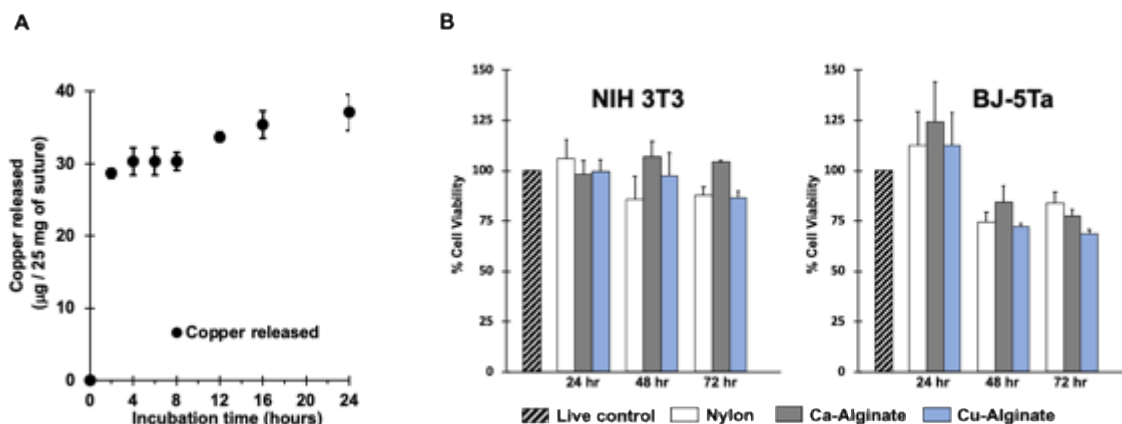 A
Copper released
(µg / 25 mg of suture)
40
30
20
10
0
Copper released
0 4 8 12 16 20 24
Incubation time (hours)
B
NIH 3T3
% Cell Viability
150
125
100
75
50
25
0
24 hr 48 hr 72 hr
BJ-5Ta
% Cell Viability
150
125
100
75
50
25
0
24 hr 48 hr 72 hr
Live control Nylon Ca-Alginate Cu-Alginate